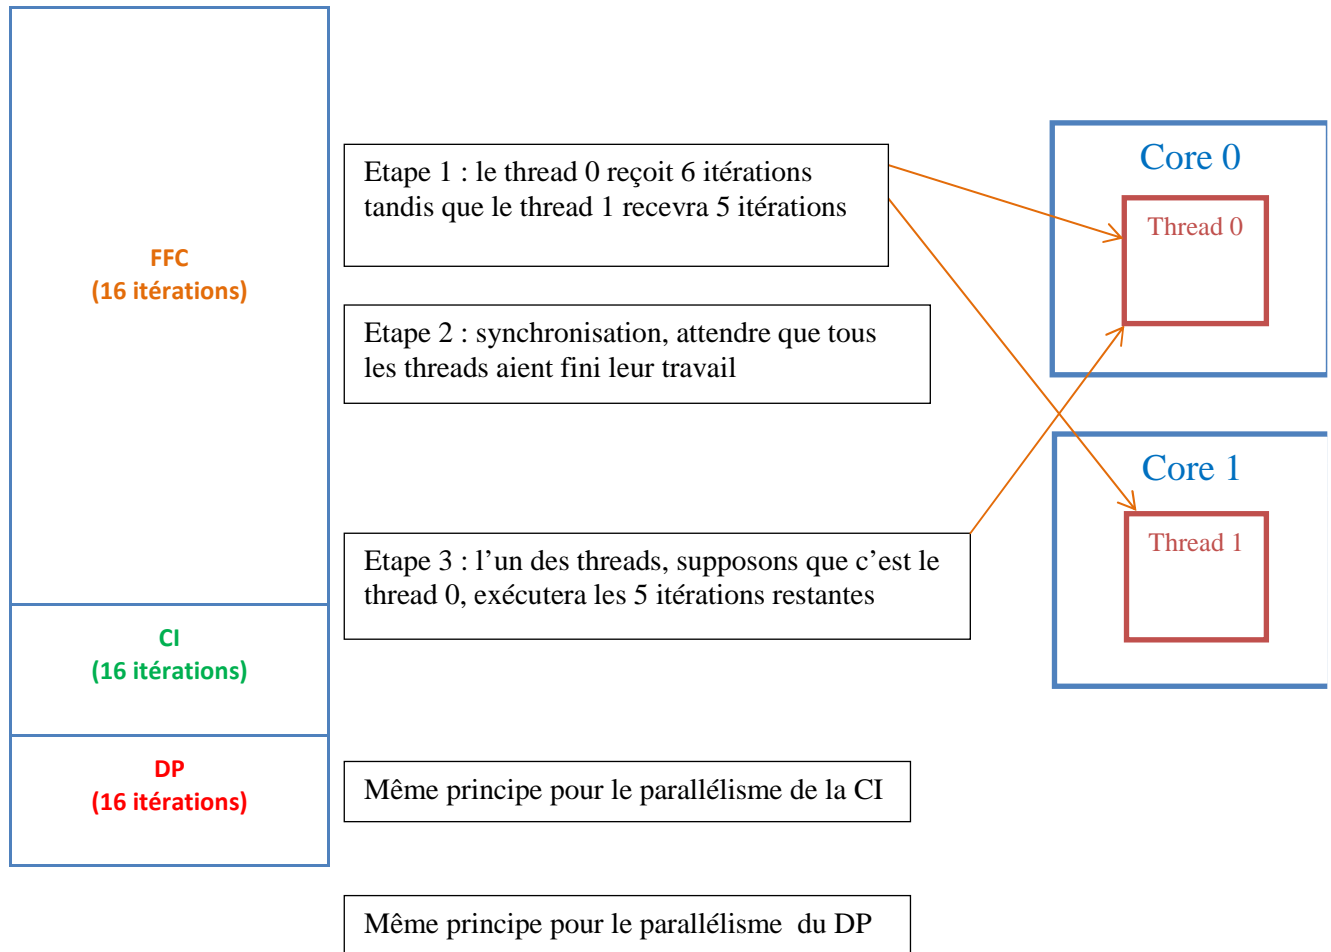 FFC
(16 itérations)
CI
(16 itérations)
DP
(16 itérations)
Etape 1 : le thread 0 reçoit 6 itérations
tandis que le thread 1 recevra 5 itérations
Etape 2 : synchronisation, attendre que tous
les threads aient fini leur travail
Etape 3 : l’un des threads, supposons que c’est le
thread 0, exécutera les 5 itérations restantes
Même principe pour le parallélisme de la CI
Même principe pour le parallélisme  du DP
Core 0
Thread 0
Core 1
Thread 1